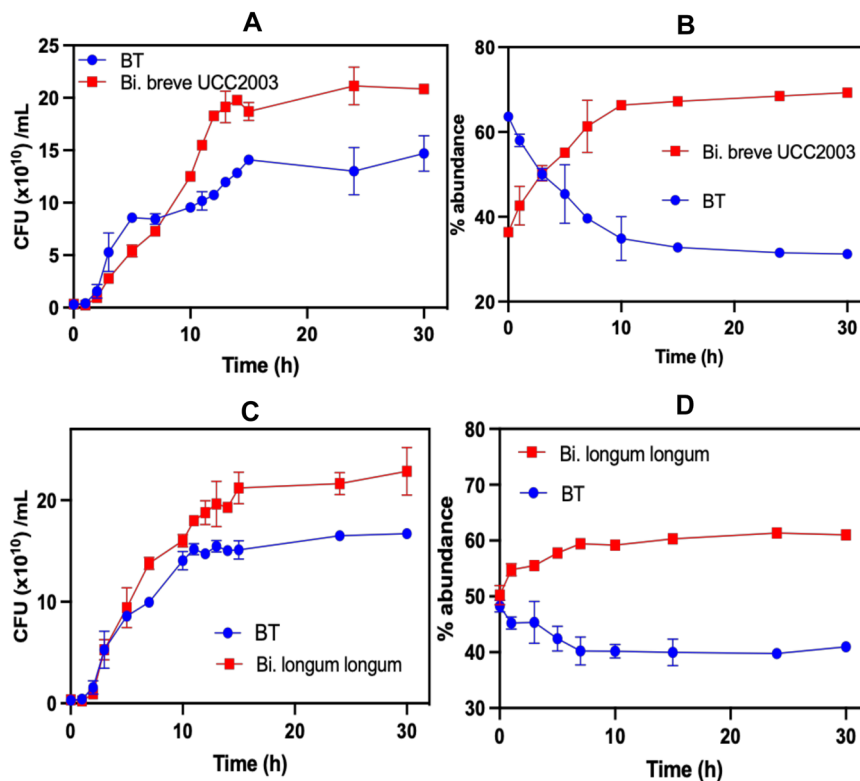 A
CFU (x10¹⁰) /mL
25
20
15
10
5
0
BT
Bi. breve UCC2003
0
10
20
30
Time (h)
B
% abundance
80
60
40
20
Bi. breve UCC2003
BT
0
10
20
30
Time (h)
C
CFU (x10¹⁰) /mL
20
10
0
BT
Bi. longum longum
0
10
20
30
Time (h)
D
% abundance
80
70
60
50
40
30
Bi. longum longum
BT
0
10
20
30
Time (h)